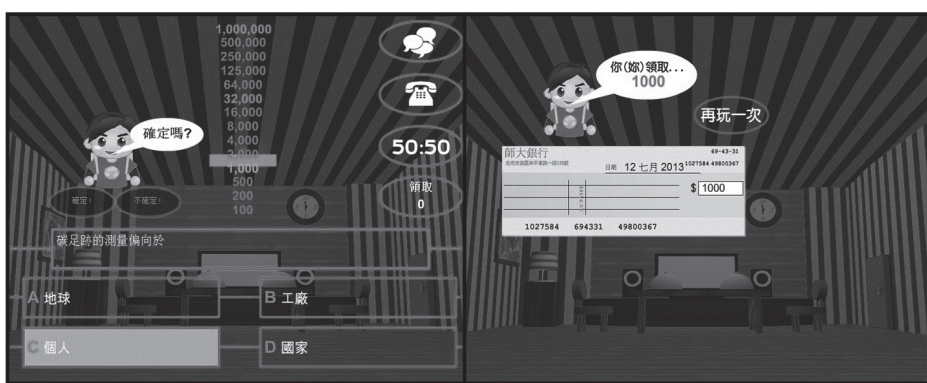 1,000,000
500,000
250,000
125,000
64,000
32,000
16,000
8,000
4,000
2,000
1,000
500
200
100
確定嗎?
確定!
不確定!
50:50
領取
0
碳足跡的測量偏向於
A 地球
B 工廠
C 個人
D 國家
你(妳)領取...
1000
再玩一次
師大銀行
69-43-31
日期 12 七月 2013
1027584 49800367
$ 1000
1027584 694331 49800367